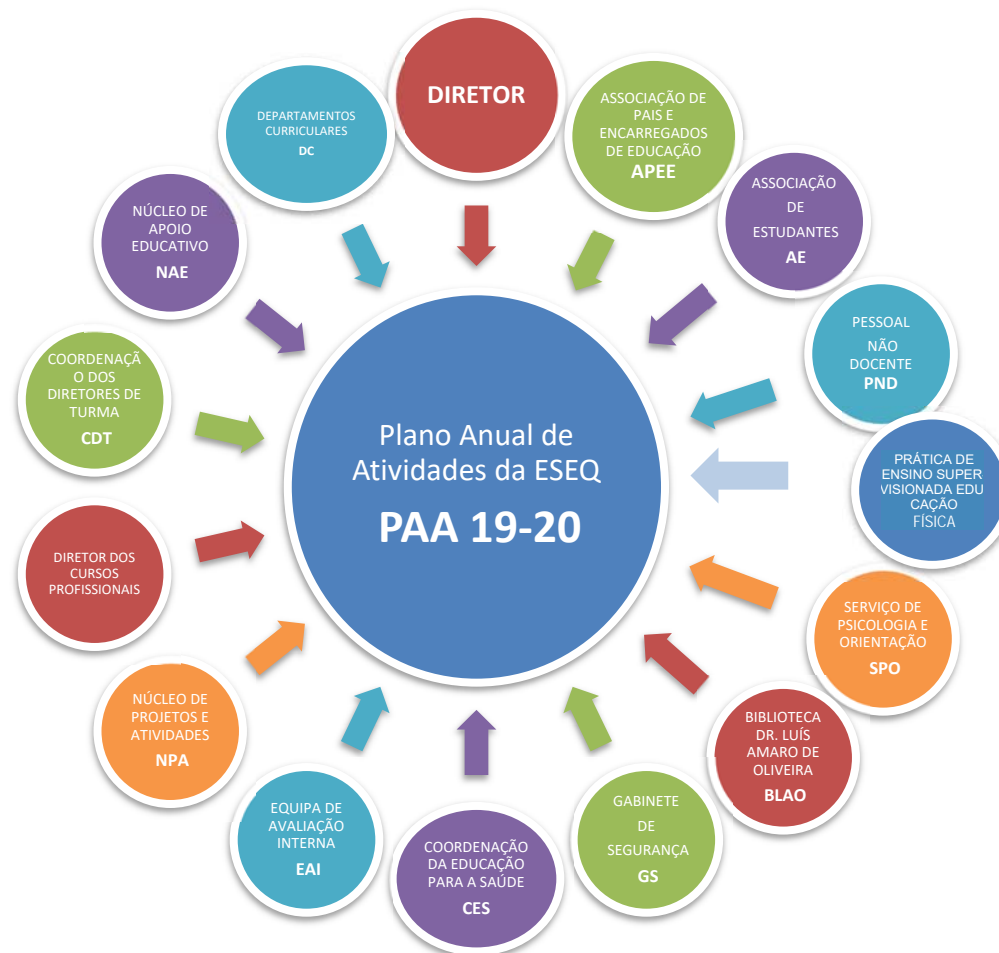 DIRETOR
ASSOCIAÇÃO DE
PAIS E
ENCARREGADOS
DE EDUCAÇÃO
APEE
ASSOCIAÇÃO
DE
ESTUDANTES
AE
PESSOAL
NÃO
DOCENTE
PND
PRÁTICA DE
ENSINO SUPER
VISIONADA EDU
CAÇÃO
FÍSICA
SERVIÇO DE
PSICOLOGIA E
ORIENTAÇÃO
SPO
BIBLIOTECA
DR. LUÍS
AMARO DE
OLIVEIRA
BLAO
GABINETE
DE
SEGURANÇA
GS
COORDENAÇÃO
DA EDUCAÇÃO
PARA A SAÚDE
CES
EQUIPA DE
AVALIAÇÃO
INTERNA
EAI
NÚCLEO DE
PROJETOS E
ATIVIDADES
NPA
DIRETOR DOS
CURSOS
PROFISSIONAIS
COORDENAÇÃ
O DOS
DIRETORES DE
TURMA
CDT
NÚCLEO DE
APOIO
EDUCATIVO
NAE
DEPARTAMENTOS
CURRICULARES
DC
Plano Anual de
Atividades da ESEQ
PAA 19-20